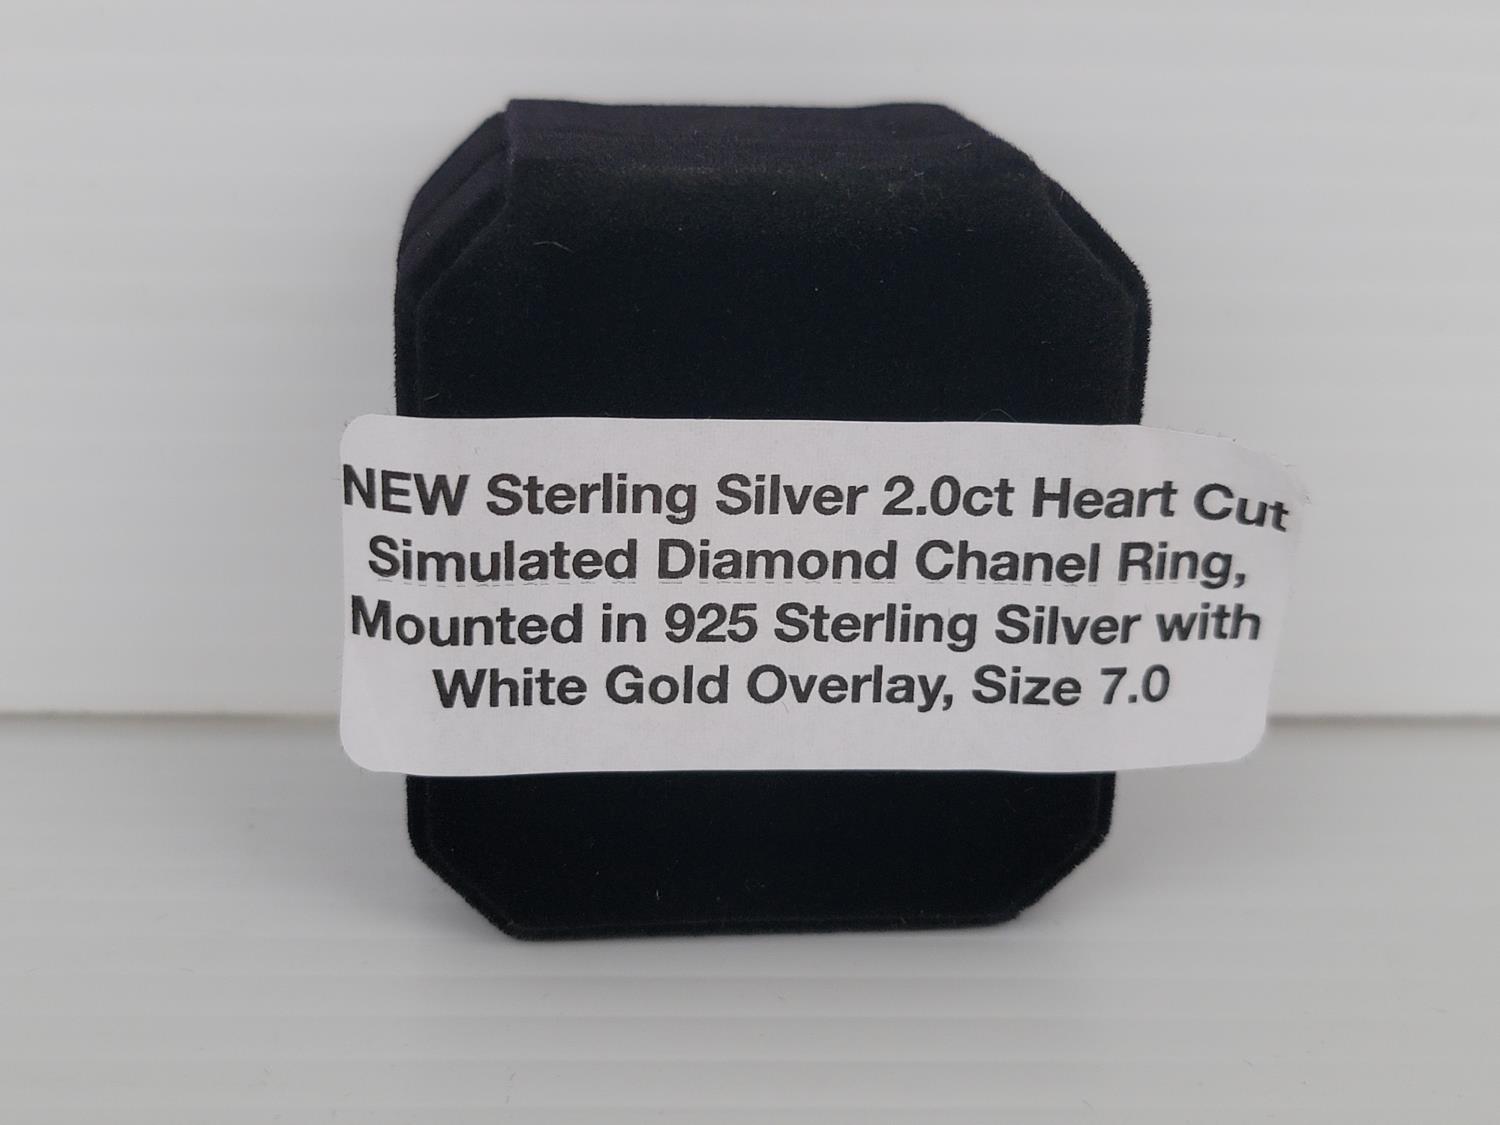 NEW Sterling Silver 2.0ct Heart Cut
Simulated Diamond Chanel Ring,
Mounted in 925 Sterling Silver with
White Gold Overlay, Size 7.0